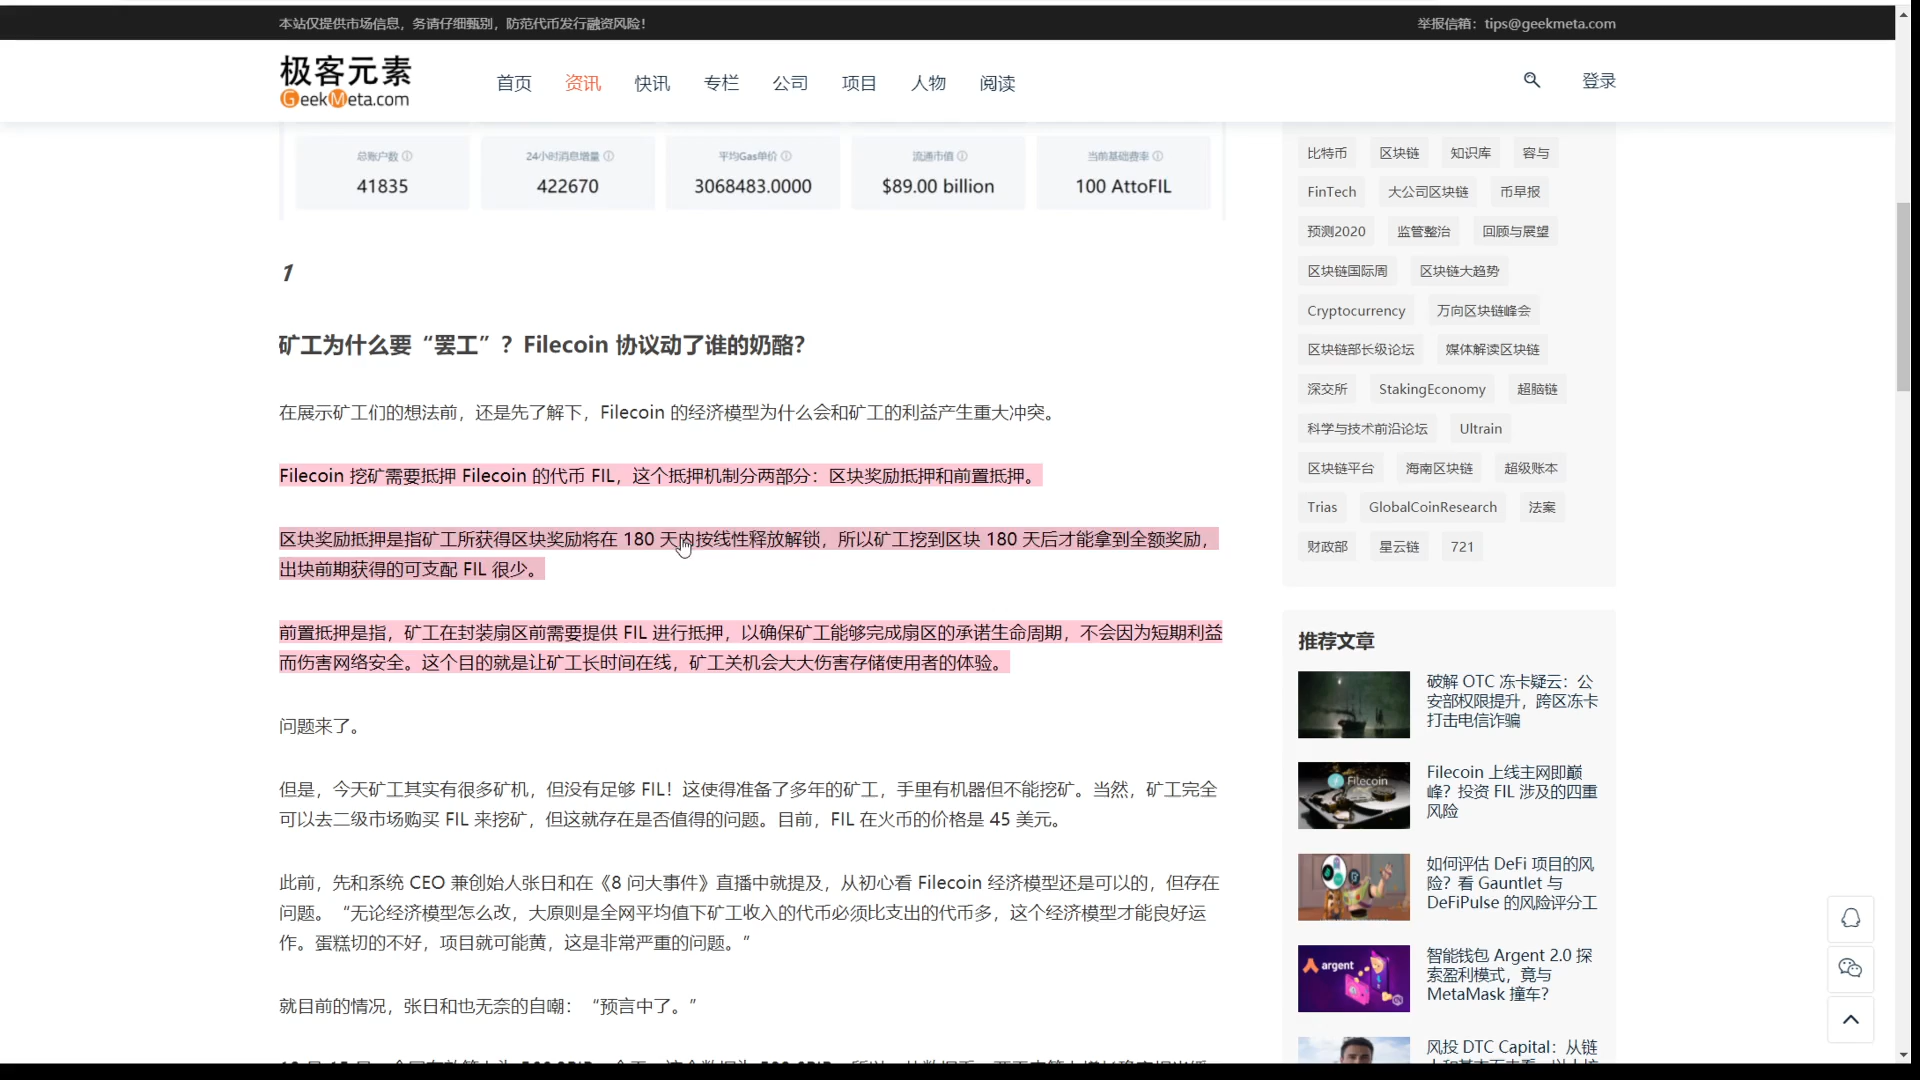 本站仅提供市场信息，务请仔细甄别，防范代币发行融资风险！
举报信箱：tips@geekmeta.com
极客元素
GeekMeta.com
首页
资讯
快讯
专栏
公司
项目
人物
阅读
登录
总账户数
24小时消息增量
平均Gas单价
流通市值
当前基础费率
41835
422670
3068483.0000
$89.00 billion
100 AttoFIL
1
矿工为什么要“罢工”？Filecoin 协议动了谁的奶酪？
在展示矿工们的想法前，还是先了解下，Filecoin 的经济模型为什么会和矿工的利益产生重大冲突。
Filecoin 挖矿需要抵押 Filecoin 的代币 FIL，这个抵押机制分两部分：区块奖励抵押和前置抵押。
区块奖励抵押是指矿工所获得区块奖励将在 180 天内按线性释放解锁，所以矿工挖到区块 180 天后才能拿到全额奖励，
出块前期获得的可支配 FIL 很少。
前置抵押是指，矿工在封装扇区前需要提供 FIL 进行抵押，以确保矿工能够完成扇区的承诺生命周期，不会因为短期利益
而伤害网络安全。这个目的就是让矿工长时间在线，矿工关机会大大伤害存储使用者的体验。
问题来了。
但是，今天矿工其实有很多矿机，但没有足够 FIL！这使得准备了多年的矿工，手里有机器但不能挖矿。当然，矿工完全
可以去二级市场购买 FIL 来挖矿，但这就存在是否值得的问题。目前，FIL 在火币的价格是 45 美元。
此前，先和系统 CEO 兼创始人张日和在《8 问大事件》直播中就提及，从初心看 Filecoin 经济模型还是可以的，但存在
问题。“无论经济模型怎么改，大原则是全网平均值下矿工收入的代币必须比支出的代币多，这个经济模型才能良好运
作。蛋糕切的不好，项目就可能黄，这是非常严重的问题。”
就目前的情况，张日和也无奈的自嘲：“预言中了。”
比特币
区块链
知识库
容与
FinTech
大公司区块链
币早报
预测2020
监管整治
回顾与展望
区块链国际周
区块链大趋势
Cryptocurrency
万向区块链峰会
区块链部长级论坛
媒体解读区块链
深交所
StakingEconomy
超脑链
科学与技术前沿论坛
Ultrain
区块链平台
海南区块链
超级账本
Trias
GlobalCoinResearch
法案
财政部
星云链
721
推荐文章
破解 OTC 冻卡疑云：公
安部权限提升，跨区冻卡
打击电信诈骗
Filecoin
Filecoin 上线主网即巅
峰？投资 FIL 涉及的四重
风险
如何评估 DeFi 项目的风
险？看 Gauntlet 与
DeFiPulse 的风险评分工
argent
智能钱包 Argent 2.0 探
索盈利模式，竟与
MetaMask 撞车？
风投 DTC Capital：从链